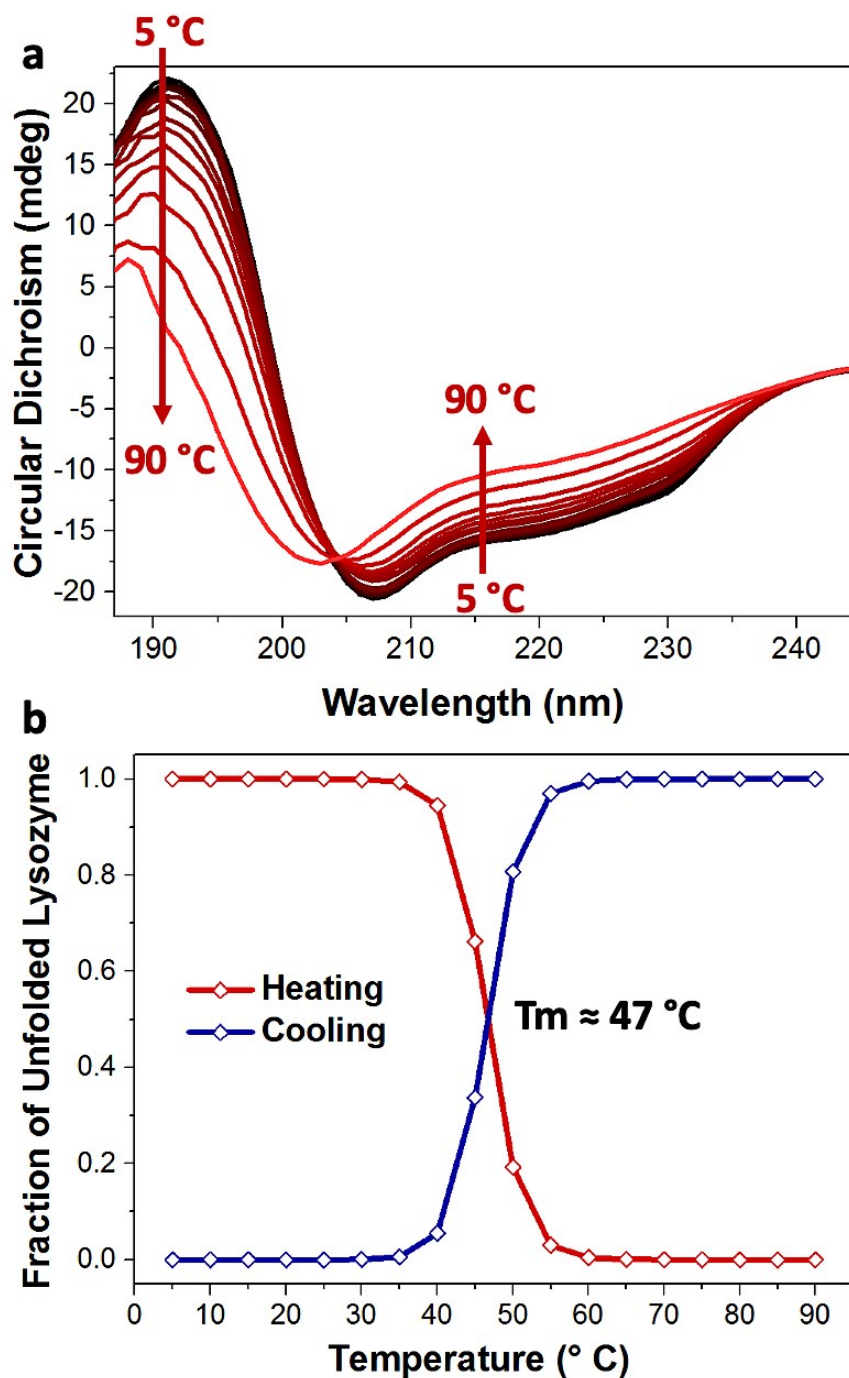 a
5 °C
20
15
10
5
0
-5
-10
-15
-20
Circular Dichroism (mdeg)
90 °C
90 °C
5 °C
190 200 210 220 230 240
Wavelength (nm)
b
1.0
0.8
0.6
0.4
0.2
0.0
Fraction of Unfolded Lysozyme
Heating
Cooling
Tm ≈ 47 °C
0 10 20 30 40 50 60 70 80 90
Temperature (° C)